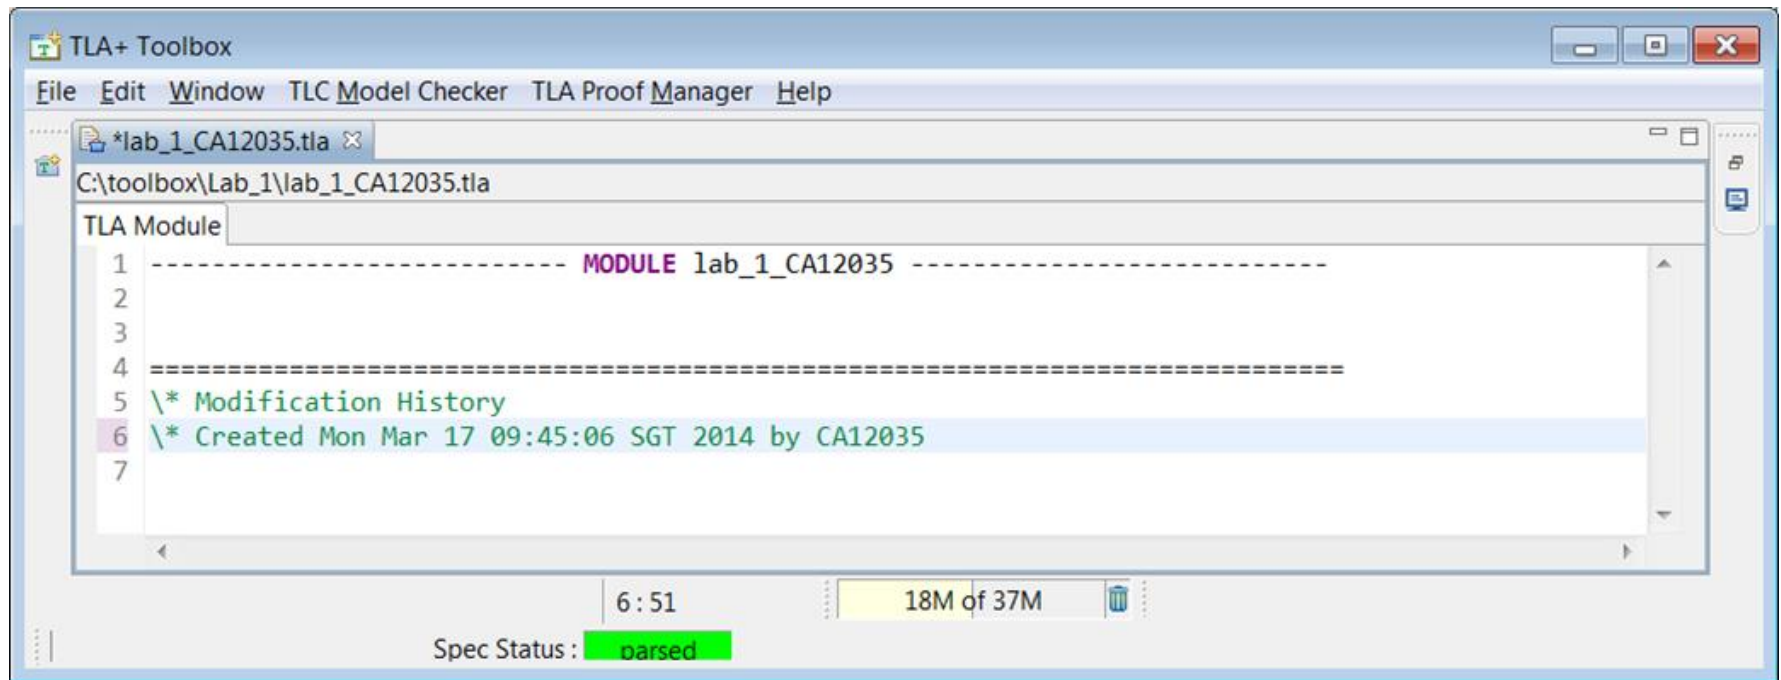 TLA+ Toolbox
File Edit Window TLC Model Checker TLA Proof Manager Help
*lab_1_CA12035.tla
C:\toolbox\Lab_1\lab_1_CA12035.tla
TLA Module
1 --------------------------- MODULE lab_1_CA12035 ---------------------------
2
3
4 =============================================================================
5 \* Modification History
6 \* Created Mon Mar 17 09:45:06 SGT 2014 by CA12035
7
6 : 51
18M of 37M
Spec Status : parsed